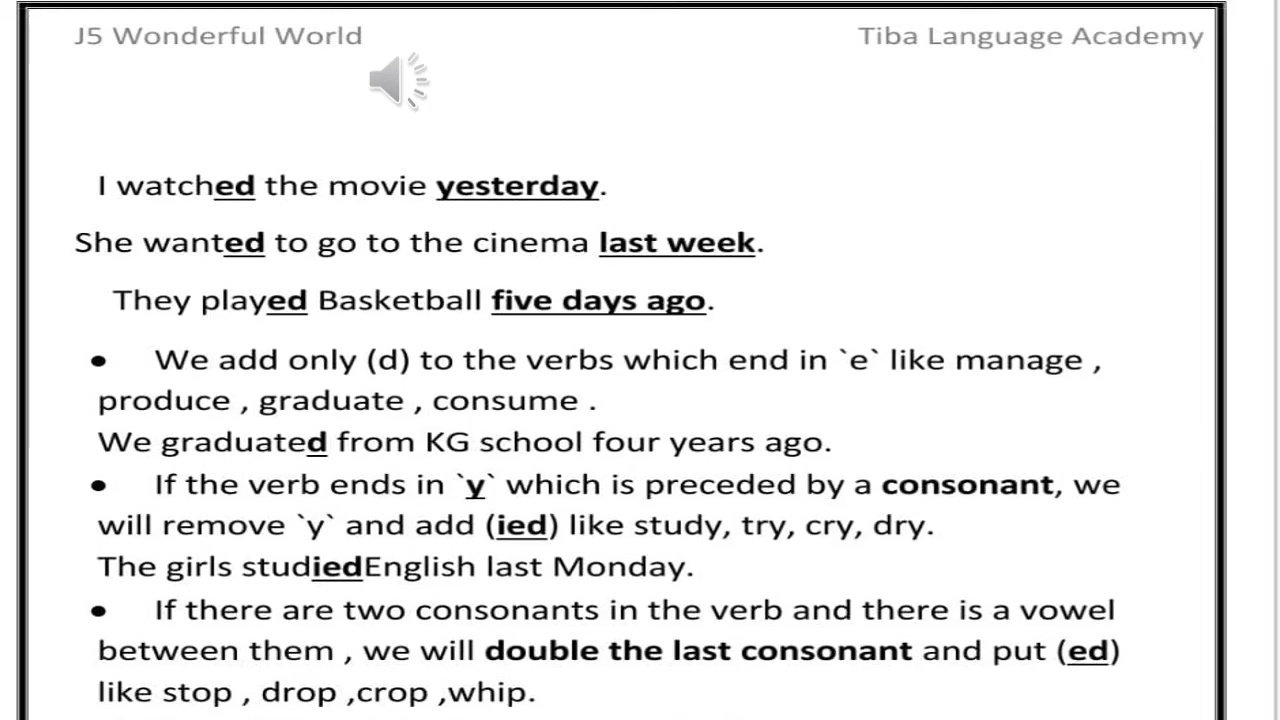 J5 Wonderful World Tiba Language Academy
I watched the movie yesterday.
She wanted to go to the cinema last week.
They played Basketball five days ago.
• We add only (d) to the verbs which end in `e` like manage ,
produce , graduate , consume .
We graduated from KG school four years ago.
• If the verb ends in `y` which is preceded by a consonant, we
will remove `y` and add (ied) like study, try, cry, dry.
The girls studiedEnglish last Monday.
• If there are two consonants in the verb and there is a vowel
between them , we will double the last consonant and put (ed)
like stop , drop ,crop ,whip.